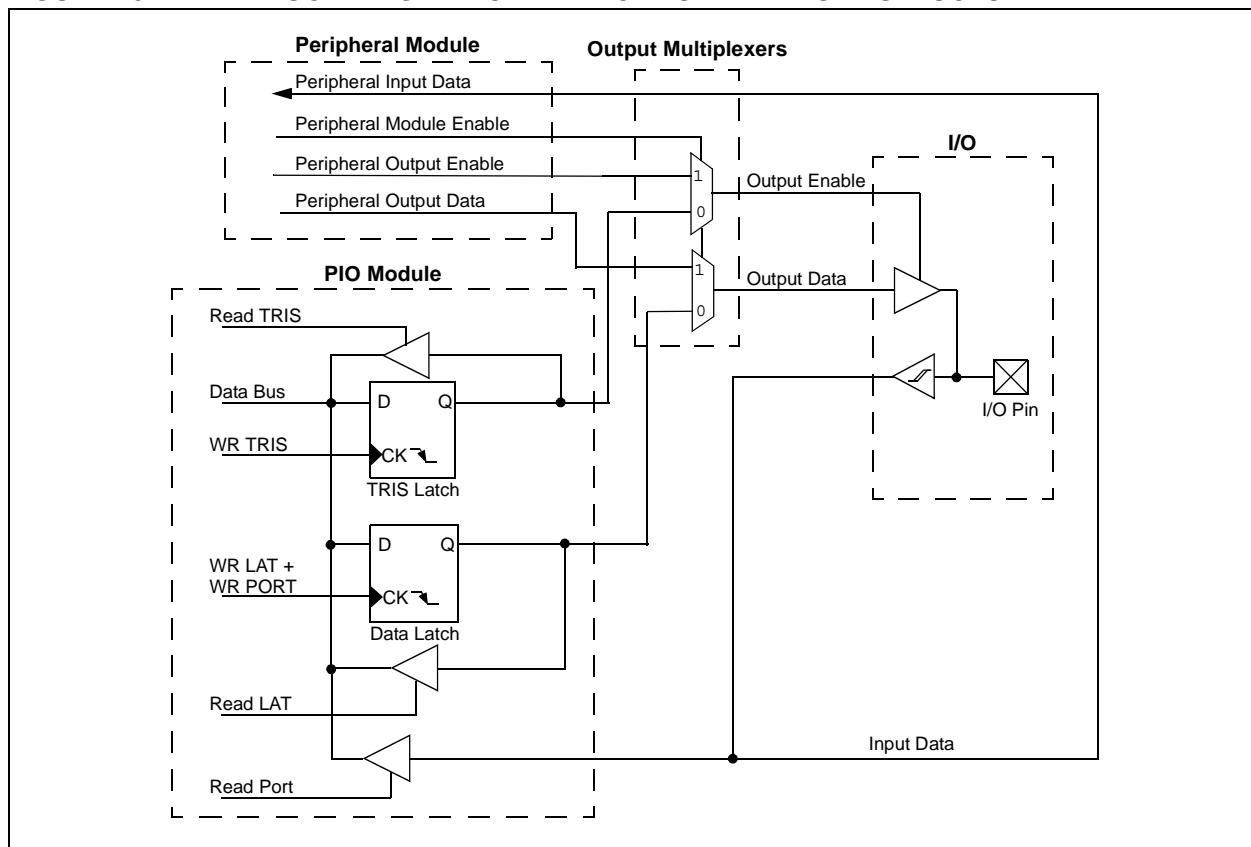 Peripheral Module
Output Multiplexers
Peripheral Input Data
Peripheral Module Enable
I/O
Peripheral Output Enable
1
Output Enable
Peripheral Output Data
0
PIO Module
1
Output Data
0
Read TRIS
Data Bus
D
Q
I/O Pin
WR TRIS
CK
TRIS Latch
D
Q
WR LAT +
WR PORT
CK
Data Latch
Read LAT
Input Data
Read Port